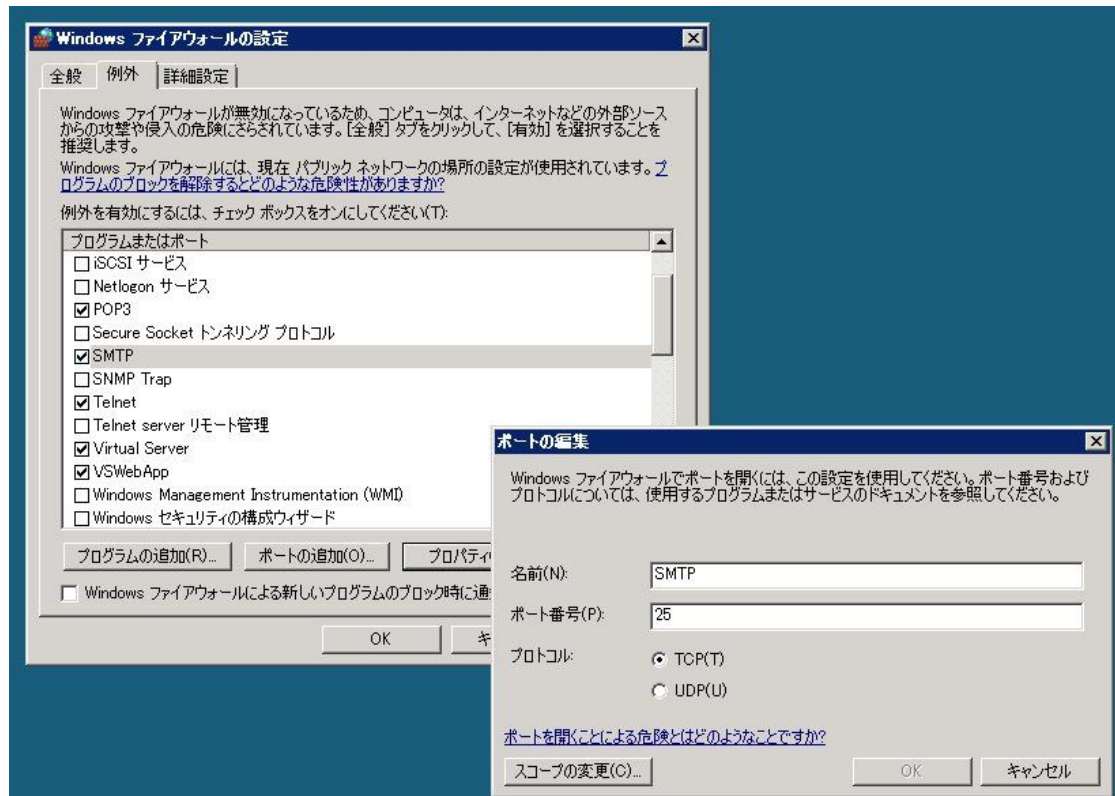 Windows ファイアウォールの設定
全般
例外
詳細設定
Windows ファイアウォールが無効になっているため、コンピュータは、インターネットなどの外部ソース
からの攻撃や侵入の危険にさらされています。[全般] タブをクリックして、[有効] を選択することを
推奨します。
Windows ファイアウォールには、現在 パブリック ネットワークの場所の設定が使用されています。プ
ログラムのブロックを解除するとどのような危険性がありますか?
例外を有効にするには、チェック ボックスをオンにしてください(T):
プログラムまたはポート
iSCSI サービス
Netlogon サービス
POP3
Secure Socket トンネリング プロトコル
SMTP
SNMP Trap
Telnet
Telnet server リモート管理
Virtual Server
VSWebApp
Windows Management Instrumentation (WMI)
Windows セキュリティの構成ウィザード
プログラムの追加(R)...
ポートの追加(O)...
プロパティ
Windows ファイアウォールによる新しいプログラムのブロック時に通
OK
キ
ポートの編集
Windows ファイアウォールでポートを開くには、この設定を使用してください。ポート番号および
プロトコルについては、使用するプログラムまたはサービスのドキュメントを参照してください。
名前(N):
SMTP
ポート番号(P):
25
プロトコル:
TCP(T)
UDP(U)
ポートを開くことによる危険とはどのようなことですか?
スコープの変更(C)...
OK
キャンセル